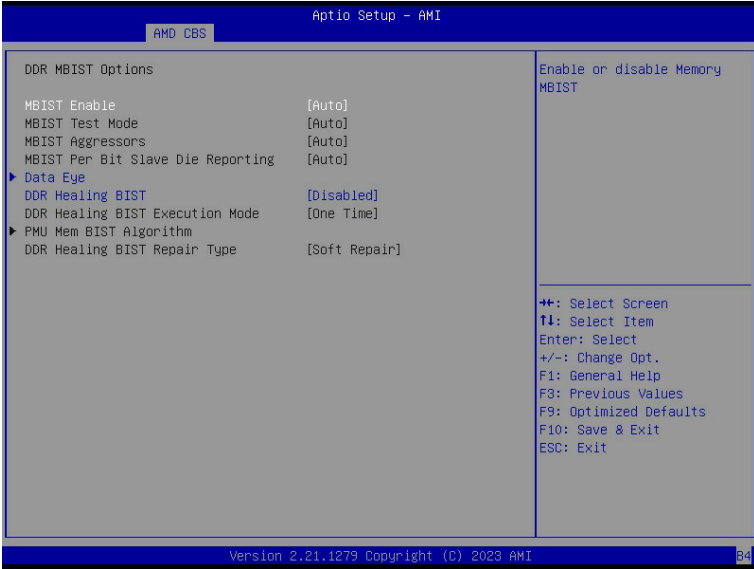 Aptio Setup - AMI
AMD CBS
DDR MBIST Options
MBIST Enable [Auto]
MBIST Test Mode [Auto]
MBIST Aggressors [Auto]
MBIST Per Bit Slave Die Reporting [Auto]
Data Eye
DDR Healing BIST [Disabled]
DDR Healing BIST Execution Mode [One Time]
PMU Mem BIST Algorithm
DDR Healing BIST Repair Type [Soft Repair]
Enable or disable Memory
MBIST
→←: Select Screen
↑↓: Select Item
Enter: Select
+/-: Change Opt.
F1: General Help
F3: Previous Values
F9: Optimized Defaults
F10: Save & Exit
ESC: Exit
Version 2.21.1279 Copyright (C) 2023 AMI
B4